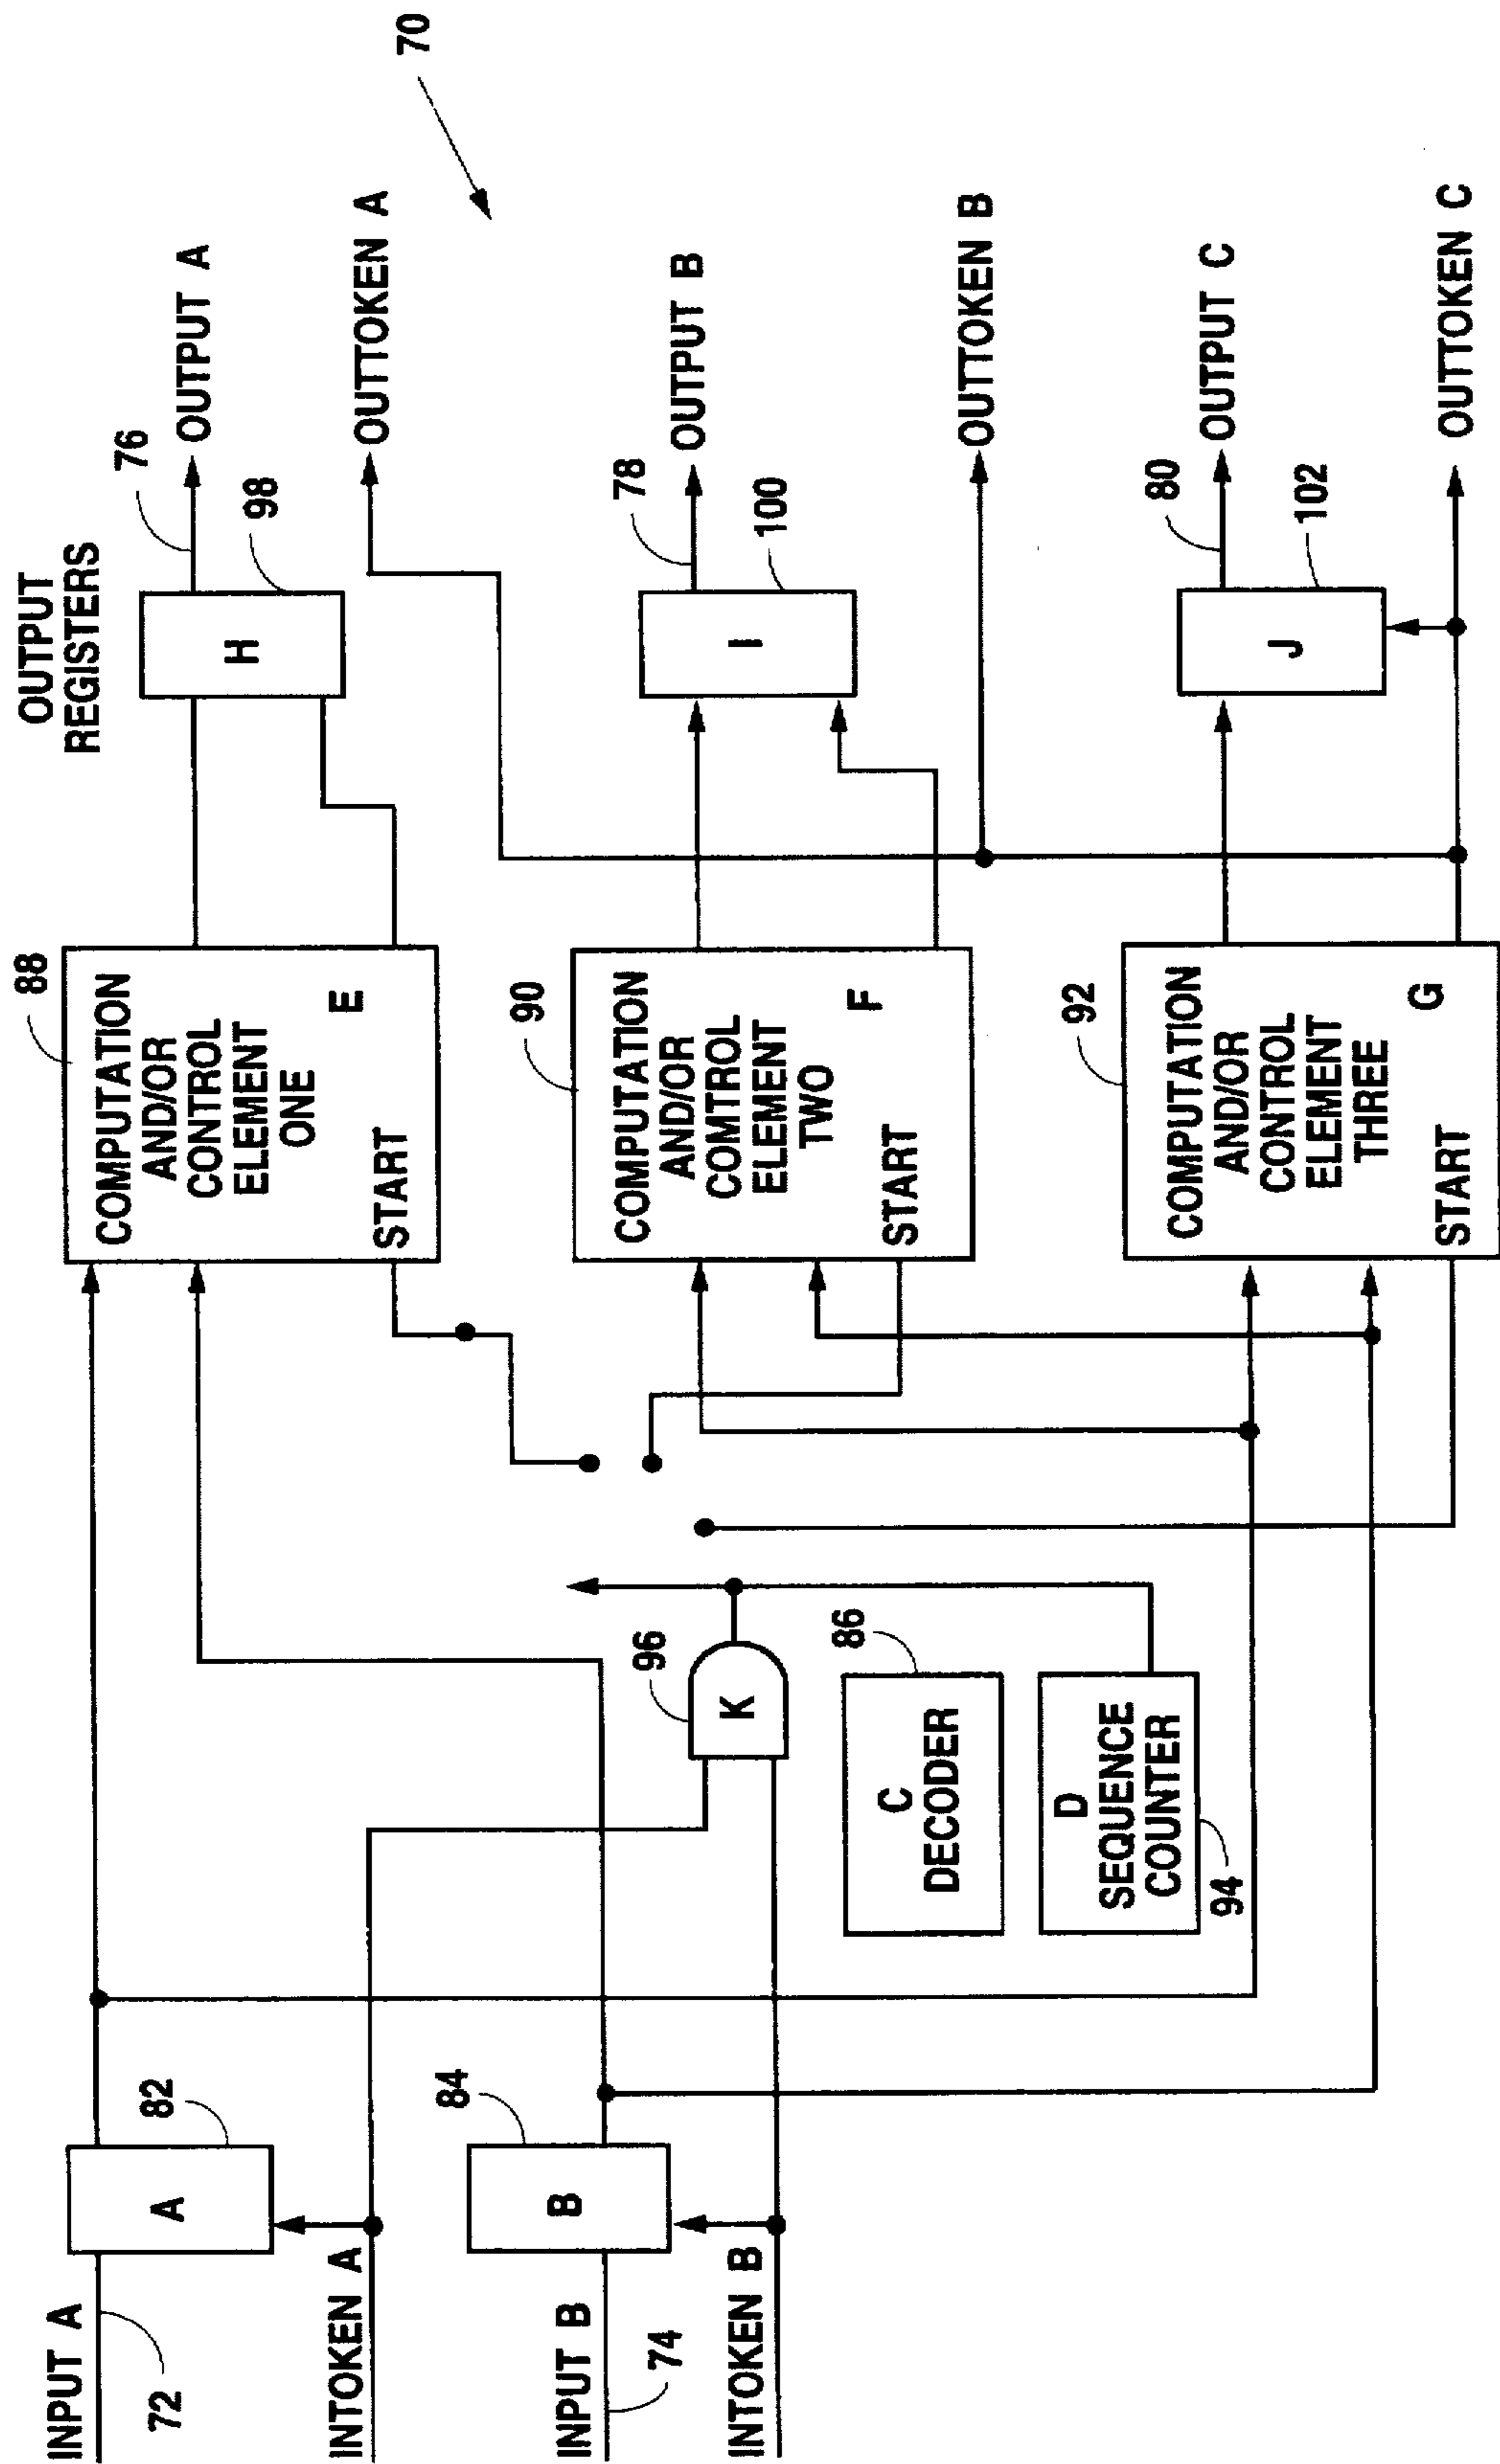 70
OUTPUT
REGISTERS
76
OUTPUT A
H
98
OUTTOKEN A
78
OUTPUT B
I
100
OUTTOKEN B
80
OUTPUT C
J
102
OUTTOKEN C
88
COMPUTATION
AND/OR
CONTROL
ELEMENT
ONE
E
START
90
COMPUTATION
AND/OR
COMTROL
ELEMENT
TWO
F
START
92
COMPUTATION
AND/OR
CONTROL
ELEMENT
THREE
G
START
96
K
86
C
DECODER
D
SEQUENCE
COUNTER
94
82
A
INPUT A
72
INTOKEN A
84
B
INPUT B
74
INTOKEN B